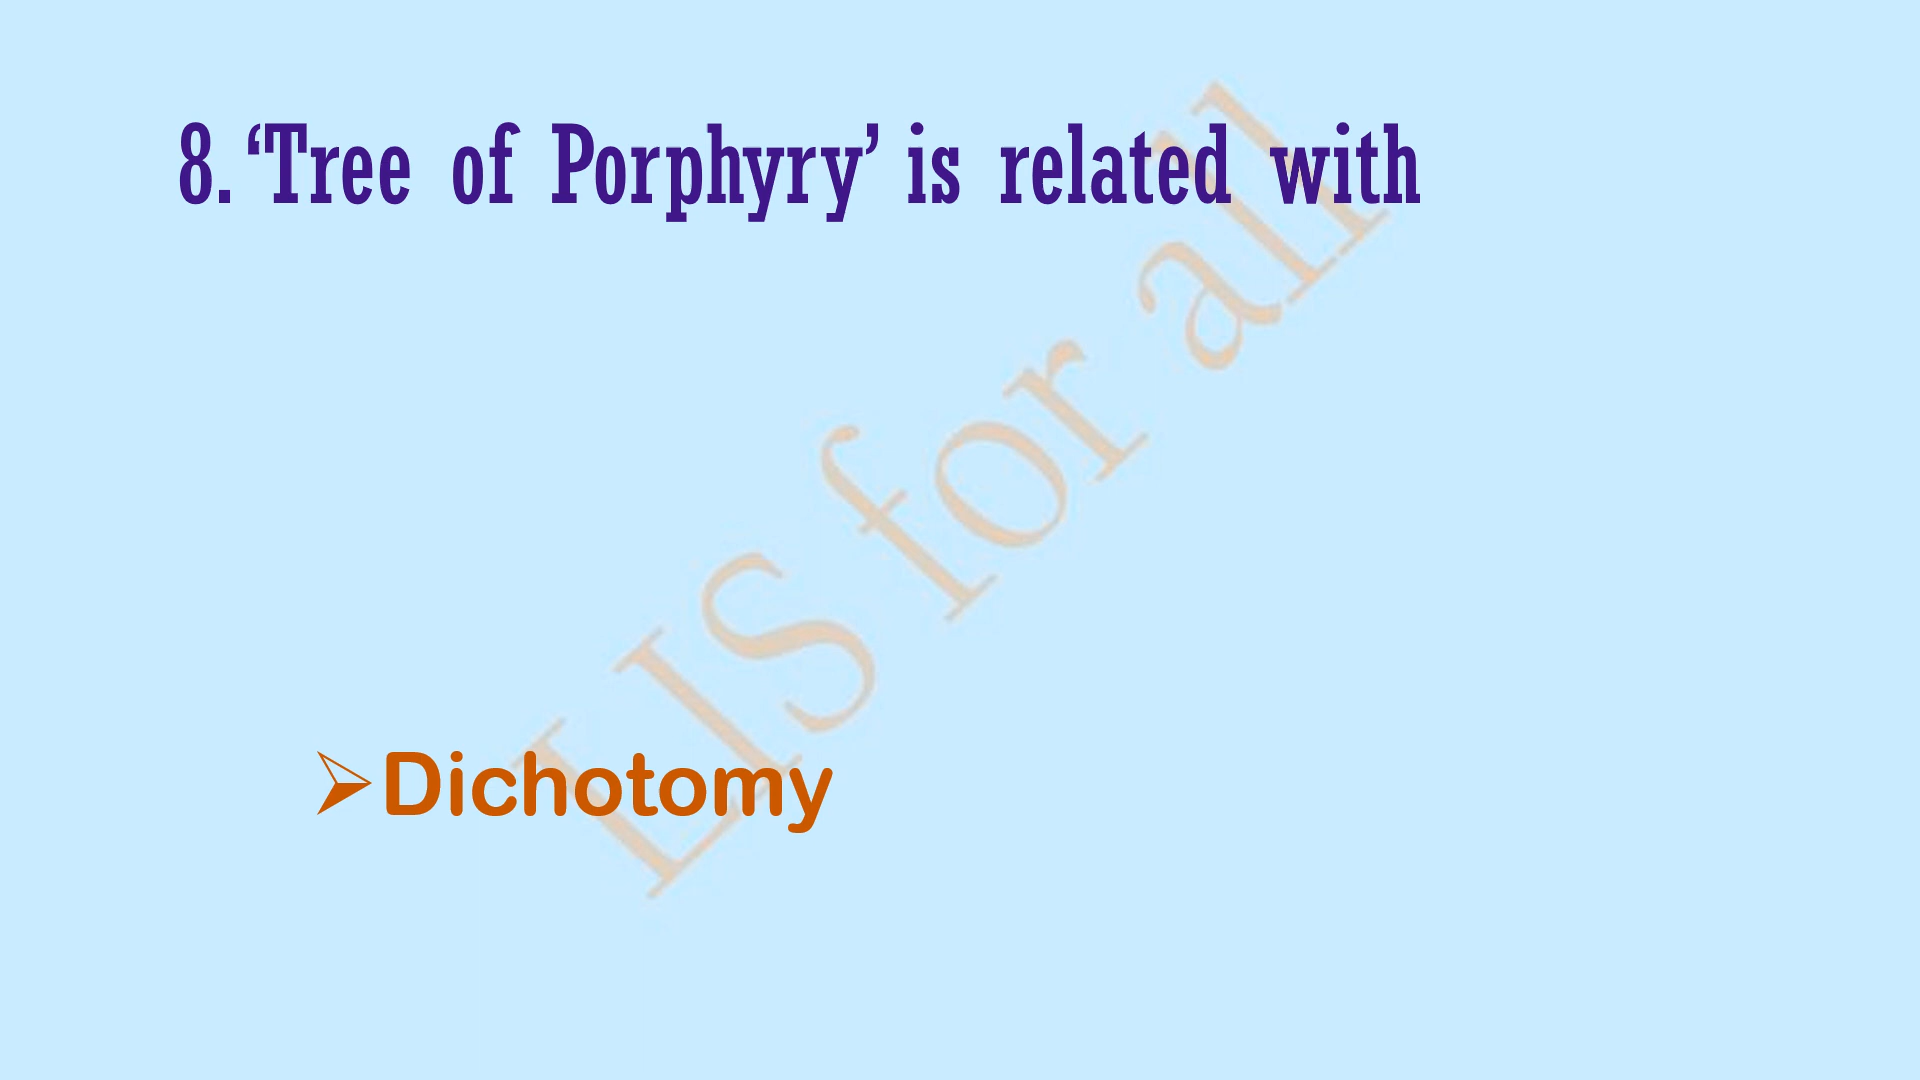 8. ‘Tree of Porphyry’ is related with
LIS for all
➢Dichotomy